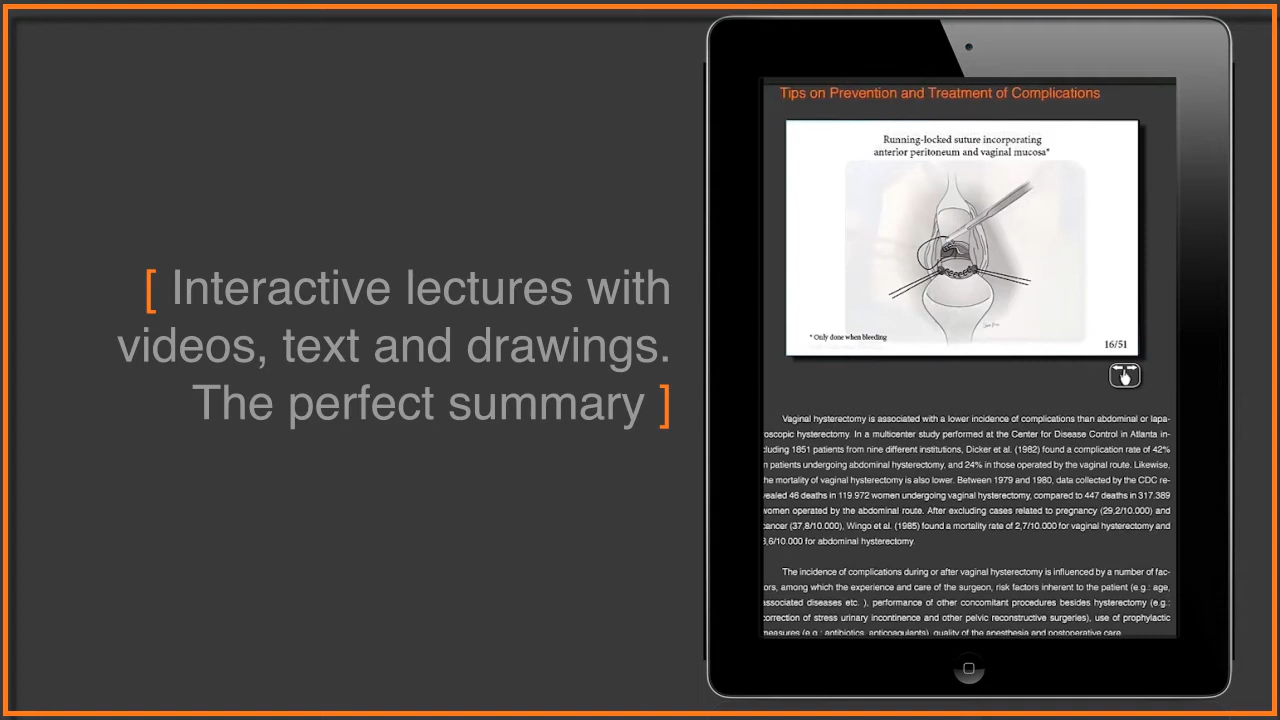 [ Interactive lectures with
videos, text and drawings.
The perfect summary ]
Tips on Prevention and Treatment of Complications
Running-locked suture incorporating
anterior peritoneum and vaginal mucosa*
* Only done when bleeding
16/51
Vaginal hysterectomy is associated with a lower incidence of complications than abdominal or lapa-
roscopic hysterectomy. In a multicenter study performed at the Center for Disease Control in Atlanta in-
cluding 1851 patients from nine different institutions, Dicker et al. (1982) found a complication rate of 42%
n patients undergoing abdominal hysterectomy, and 24% in those operated by the vaginal route. Likewise,
he mortality of vaginal hysterectomy is also lower. Between 1979 and 1980, data collected by the CDC re-
vealed 46 deaths in 119.972 women undergoing vaginal hysterectomy, compared to 447 deaths in 317.389
women operated by the abdominal route. After excluding cases related to pregnancy (29,2/10.000) and
cancer (37,8/10.000), Wingo et al. (1985) found a mortality rate of 2,7/10.000 for vaginal hysterectomy and
8,6/10.000 for abdominal hysterectomy.
The incidence of complications during or after vaginal hysterectomy is influenced by a number of fac-
ors, among which the experience and care of the surgeon, risk factors inherent to the patient (e.g.: age,
associated diseases etc. ), performance of other concomitant procedures besides hysterectomy (e.g.:
correction of stress urinary incontinence and other pelvic reconstructive surgeries), use of prophylactic
measures (e.g.: antibiotics, anticoagulants), quality of the anesthesia and postoperative care.